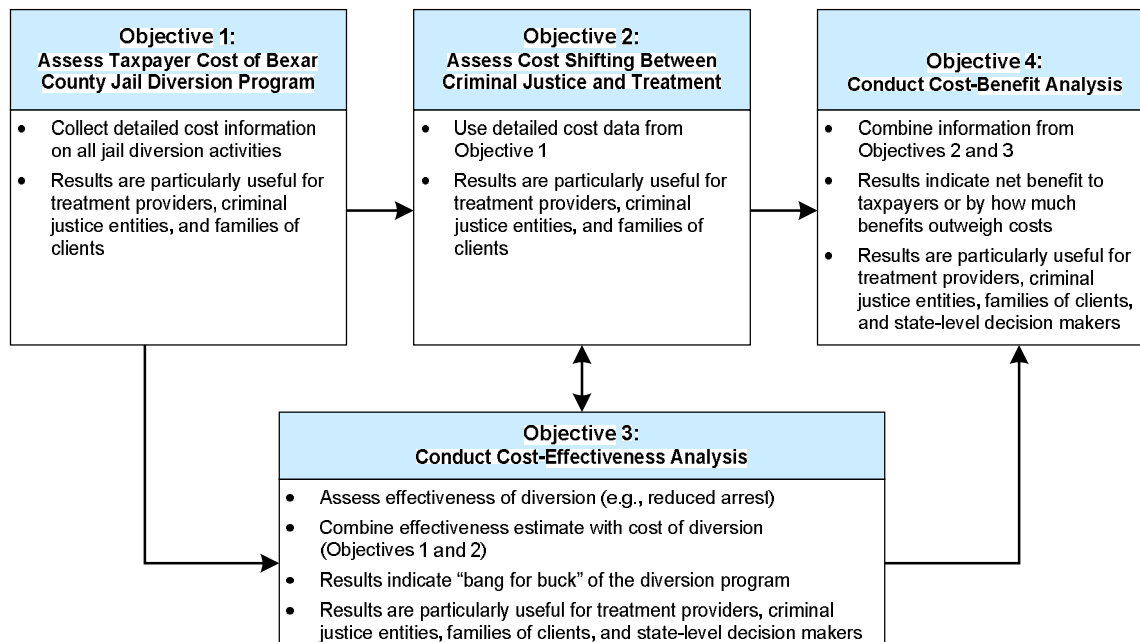 Objective 1:
Assess Taxpayer Cost of Bexar
County Jail Diversion Program
• Collect detailed cost information
on all jail diversion activities
• Results are particularly useful for
treatment providers, criminal
justice entities, and families of
clients
Objective 2:
Assess Cost Shifting Between
Criminal Justice and Treatment
• Use detailed cost data from
Objective 1
• Results are particularly useful for
treatment providers, criminal
justice entities, and families of
clients
Objective 4:
Conduct Cost-Benefit Analysis
• Combine information from
Objectives 2 and 3
• Results indicate net benefit to
taxpayers or by how much
benefits outweigh costs
• Results are particularly useful for
treatment providers, criminal
justice entities, families of clients,
and state-level decision makers
Objective 3:
Conduct Cost-Effectiveness Analysis
• Assess effectiveness of diversion (e.g., reduced arrest)
• Combine effectiveness estimate with cost of diversion
(Objectives 1 and 2)
• Results indicate “bang for buck” of the diversion program
• Results are particularly useful for treatment providers, criminal
justice entities, families of clients, and state-level decision makers